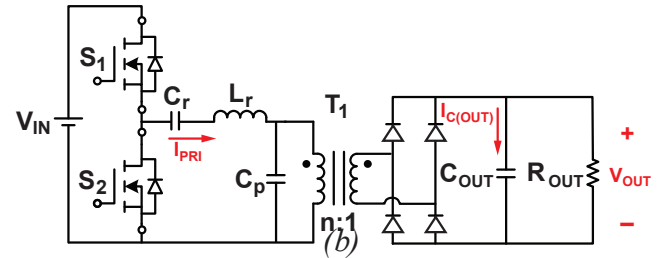 S1
Cr
Lr
T1
IC(OUT)
VIN
IPRI
+
S2
Cp
COUT
ROUT
VOUT
n:1
(b)
−